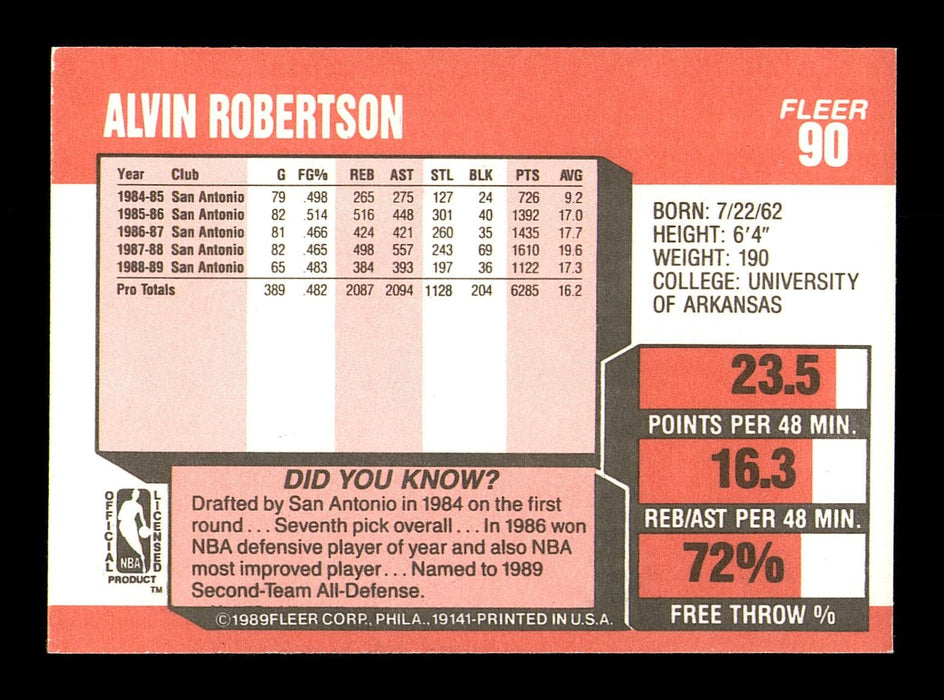 ALVIN ROBERTSON
FLEER
90
Year Club G FG% REB AST STL BLK PTS AVG
1984-85 San Antonio 79 .498 265 275 127 24 726 9.2
1985-86 San Antonio 82 .514 516 448 301 40 1392 17.0
1986-87 San Antonio 81 .466 424 421 260 35 1435 17.7
1987-88 San Antonio 82 .465 498 557 243 69 1610 19.6
1988-89 San Antonio 65 .483 384 393 197 36 1122 17.3
Pro Totals 389 .482 2087 2094 1128 204 6285 16.2
BORN: 7/22/62
HEIGHT: 6'4"
WEIGHT: 190
COLLEGE: UNIVERSITY
OF ARKANSAS
23.5
POINTS PER 48 MIN.
16.3
REB/AST PER 48 MIN.
72%
FREE THROW %
DID YOU KNOW?
Drafted by San Antonio in 1984 on the first
round... Seventh pick overall... In 1986 won
NBA defensive player of year and also NBA
most improved player... Named to 1989
Second-Team All-Defense.
OFFICIAL
NBA
LICENSED
PRODUCT
TM
©1989 FLEER CORP., PHILA., 19141-PRINTED IN U.S.A.